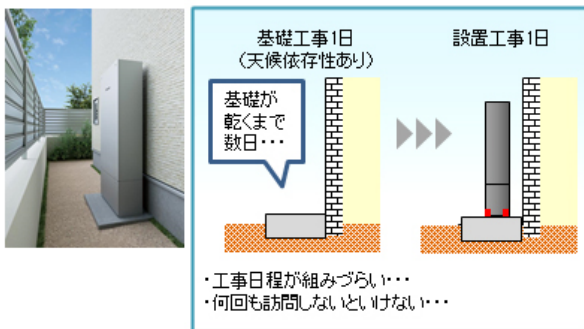 基礎工事1日
（天候依存性あり）
設置工事1日
基礎が
乾くまで
数日・・・
・工事日程が組みづらい・・・
・何回も訪問しないといけない・・・